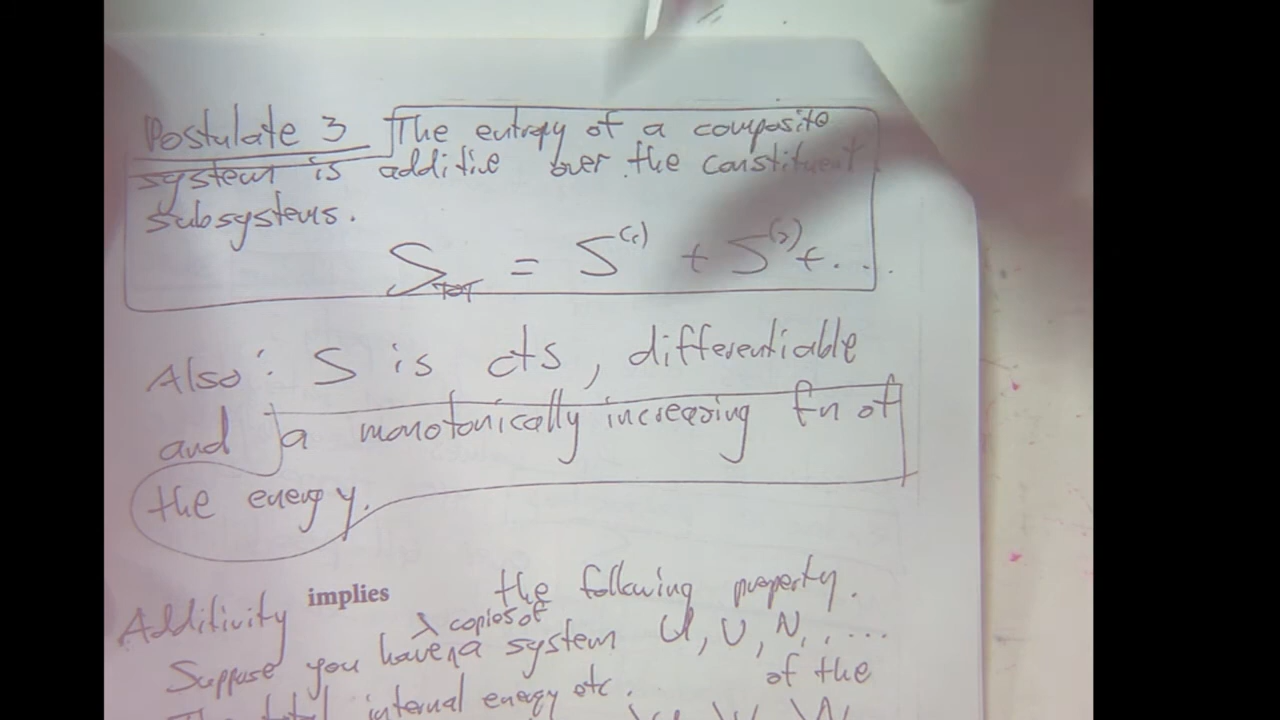 Postulate 3 The entropy of a composite
system is additive over the constituent
subsystems.
S_tot = S^(1) + S^(2) + ...
Also: S is cts, differentiable
and a monotonically increasing fn of
the energy.
Additivity implies the following property.
λ copies of
Suppose you have a system U, V, N, ...
internal energy etc. of the